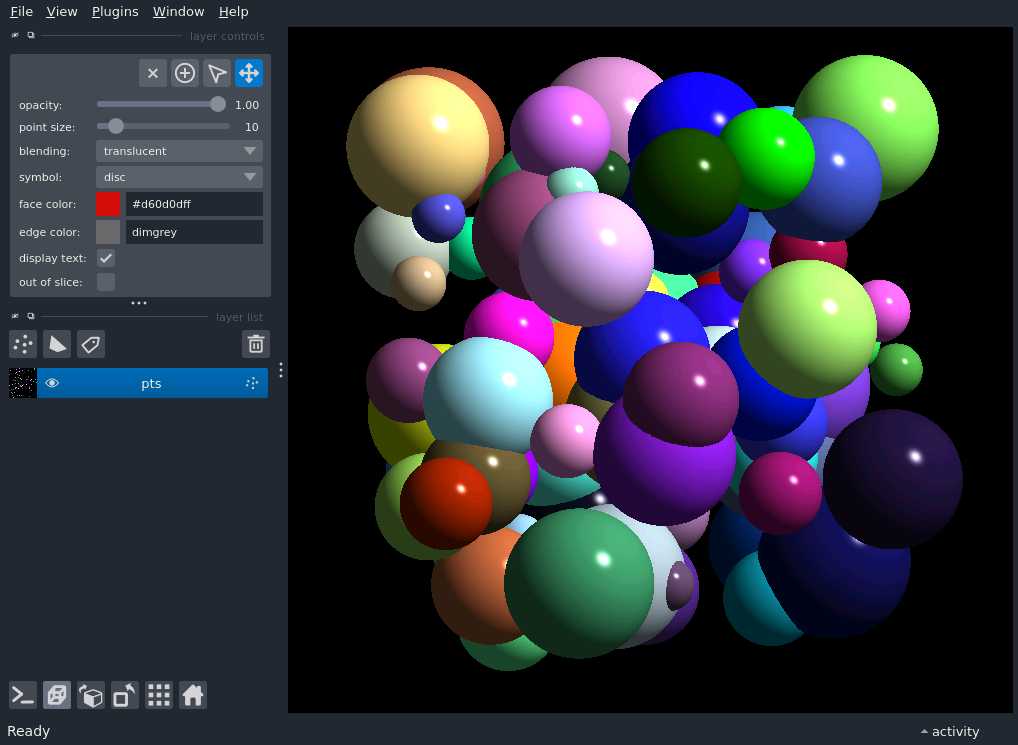 File View Plugins Window Help
layer controls
opacity: 1.00
point size: 10
blending: translucent
symbol: disc
face color: #d60d0dff
edge color: dimgrey
display text:
out of slice:
layer list
pts
Ready
activity